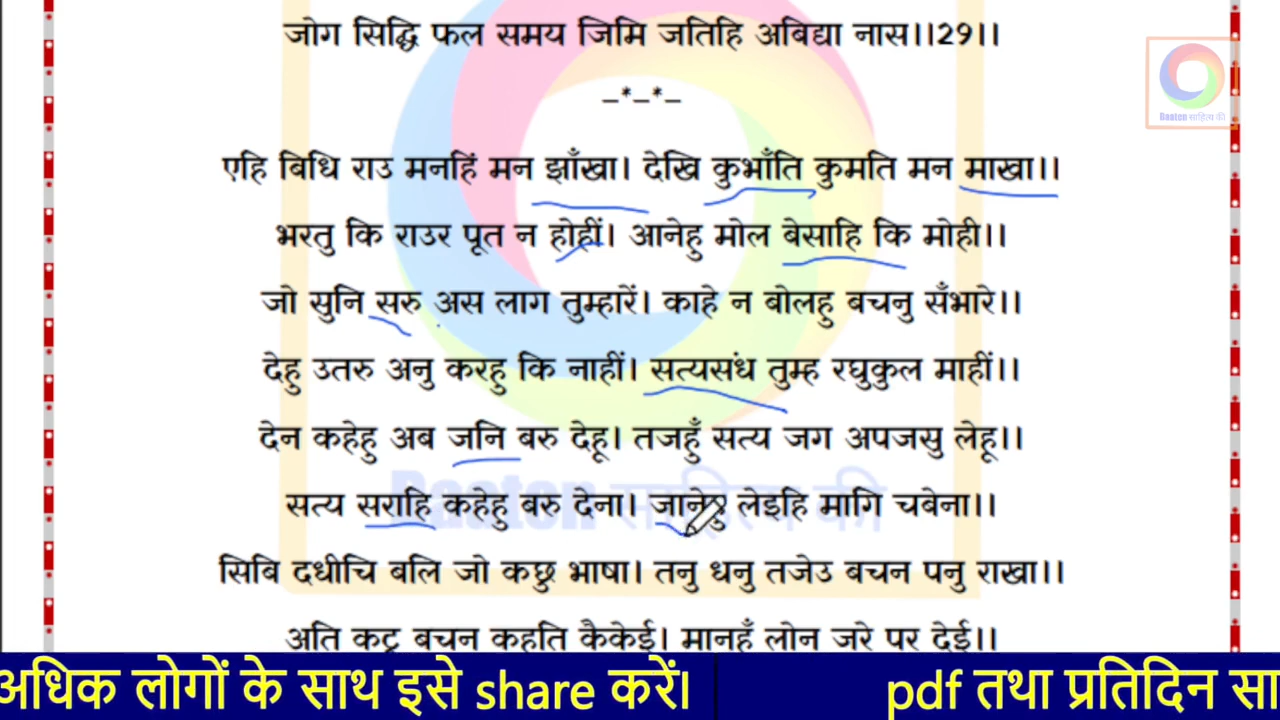 जोग सिद्धि फल समय जिमि जतिहि अबिद्या नास।।29।।
–*–*–
एहि बिधि राउ मनहिं मन झाँखा। देखि कुभाँति कुमति मन माखा।।
भरतु कि राउर पूत न होहीं। आनेहु मोल बेसाहि कि मोही।।
जो सुनि सरु अस लाग तुम्हारें। काहे न बोलहु बचनु सँभारे।।
देहु उतरु अनु करहु कि नाहीं। सत्यसंध तुम्ह रघुकुल माहीं।।
देन कहेहु अब जनि बरु देहू। तजहुँ सत्य जग अपजसु लेहू।।
सत्य सराहि कहेहु बरु देना। जानेहु लेइहि मागि चबेना।।
सिबि दधीचि बलि जो कछु भाषा। तनु धनु तजेउ बचन पनु राखा।।
अति कटु बचन कहति कैकेई। मानहुँ लोन जरे पर देई।।
Baaten साहित्य की
Baaten साहित्य की
अधिक लोगों के साथ इसे share करें। pdf तथा प्रतिदिन सा